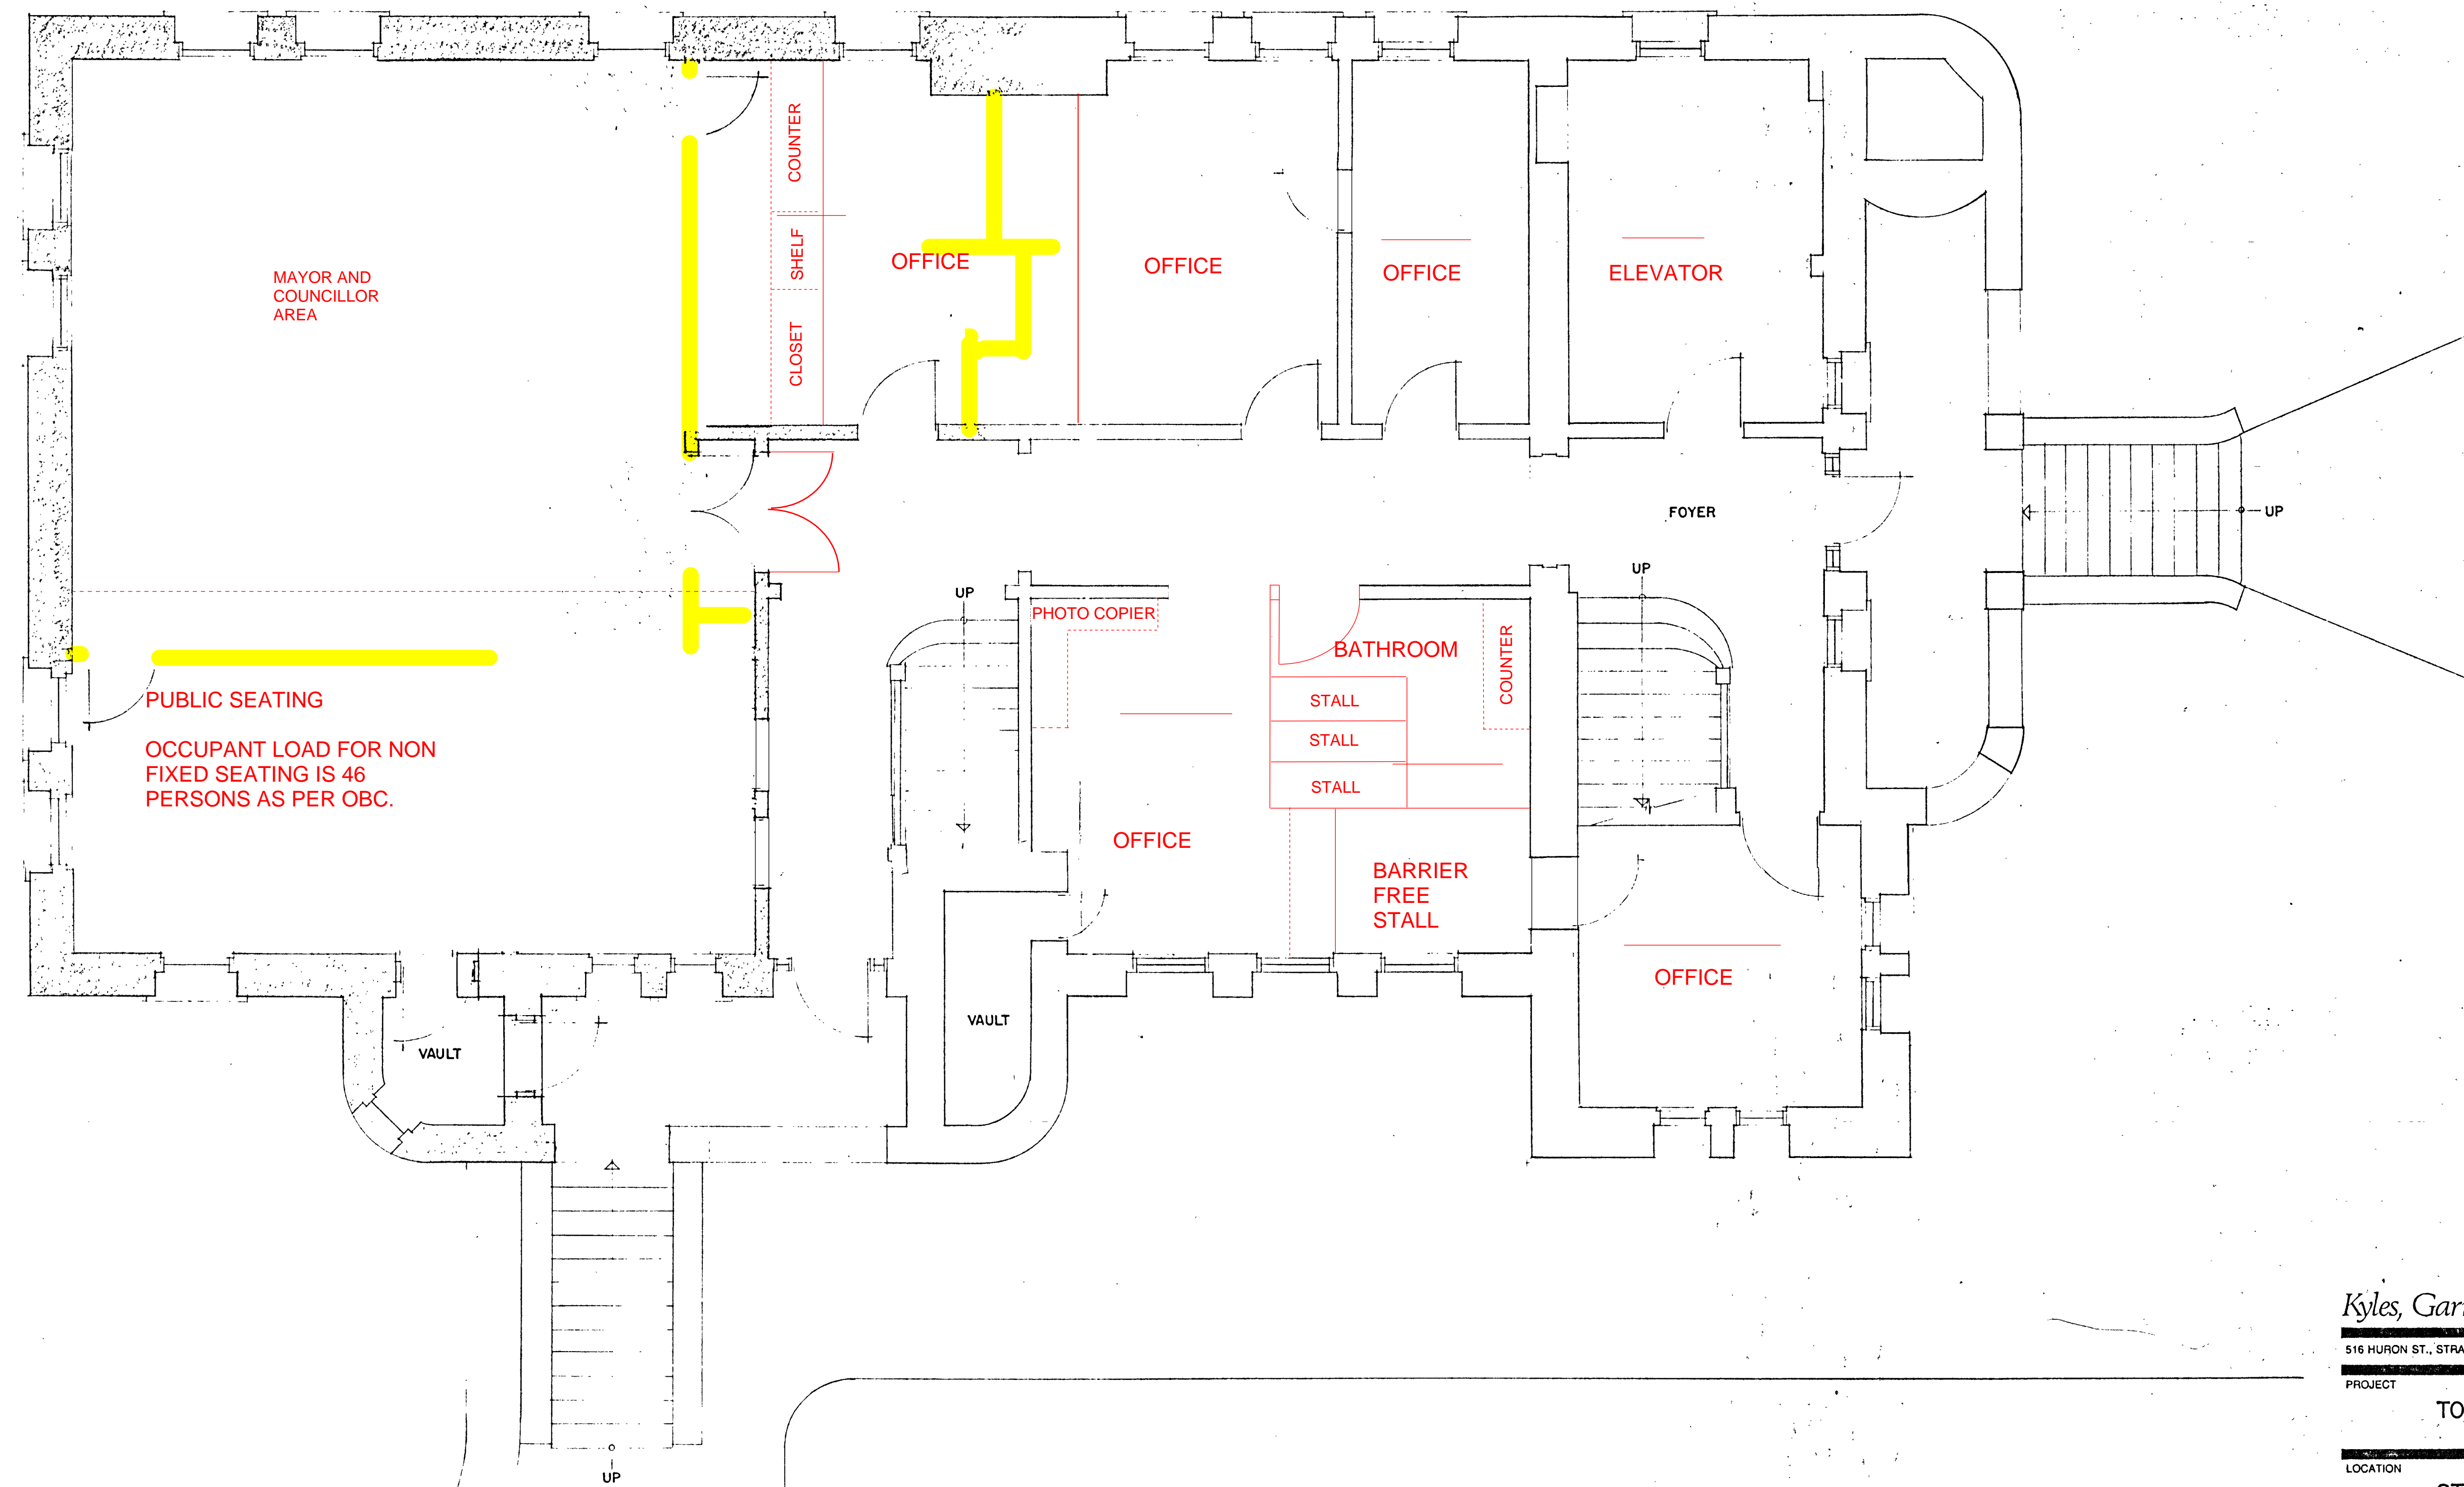 COUNTER
SHELF
CLOSET
MAYOR AND
COUNCILLOR
AREA
OFFICE
OFFICE
OFFICE
ELEVATOR
FOYER
UP
UP
UP
PHOTO COPIER
BATHROOM
COUNTER
STALL
STALL
STALL
PUBLIC SEATING
OCCUPANT LOAD FOR NON
FIXED SEATING IS 46
PERSONS AS PER OBC.
OFFICE
BARRIER
FREE
STALL
OFFICE
VAULT
VAULT
UP
Kyles, Gar
516 HURON ST., STRA
PROJECT
TO
LOCATION